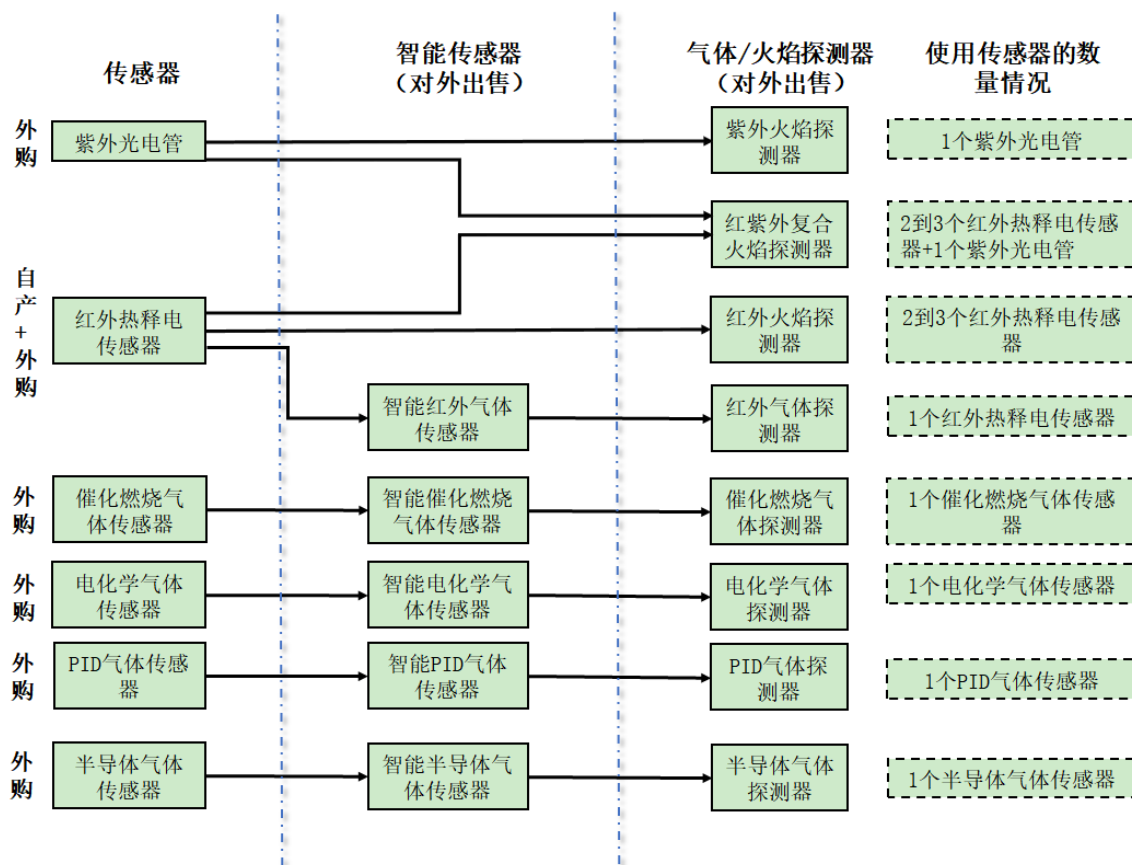 传感器
智能传感器
（对外出售）
气体/火焰探测器
（对外出售）
使用传感器的数
量情况
外
购
紫外光电管
紫外火焰探
测器
1个紫外光电管
红紫外复合
火焰探测器
2到3个红外热释电传感
器+1个紫外光电管
自
产
+
外
购
红外热释电
传感器
红外火焰探
测器
2到3个红外热释电传感
器
智能红外气体
传感器
红外气体探
测器
1个红外热释电传感器
外
购
催化燃烧气
体传感器
智能催化燃烧
气体传感器
催化燃烧气
体探测器
1个催化燃烧气体传感
器
外
购
电化学气体
传感器
智能电化学气
体传感器
电化学气体
探测器
1个电化学气体传感器
外
购
PID气体传感
器
智能PID气体
传感器
PID气体探
测器
1个PID气体传感器
外
购
半导体气体
传感器
智能半导体气
体传感器
半导体气体
探测器
1个半导体气体传感器